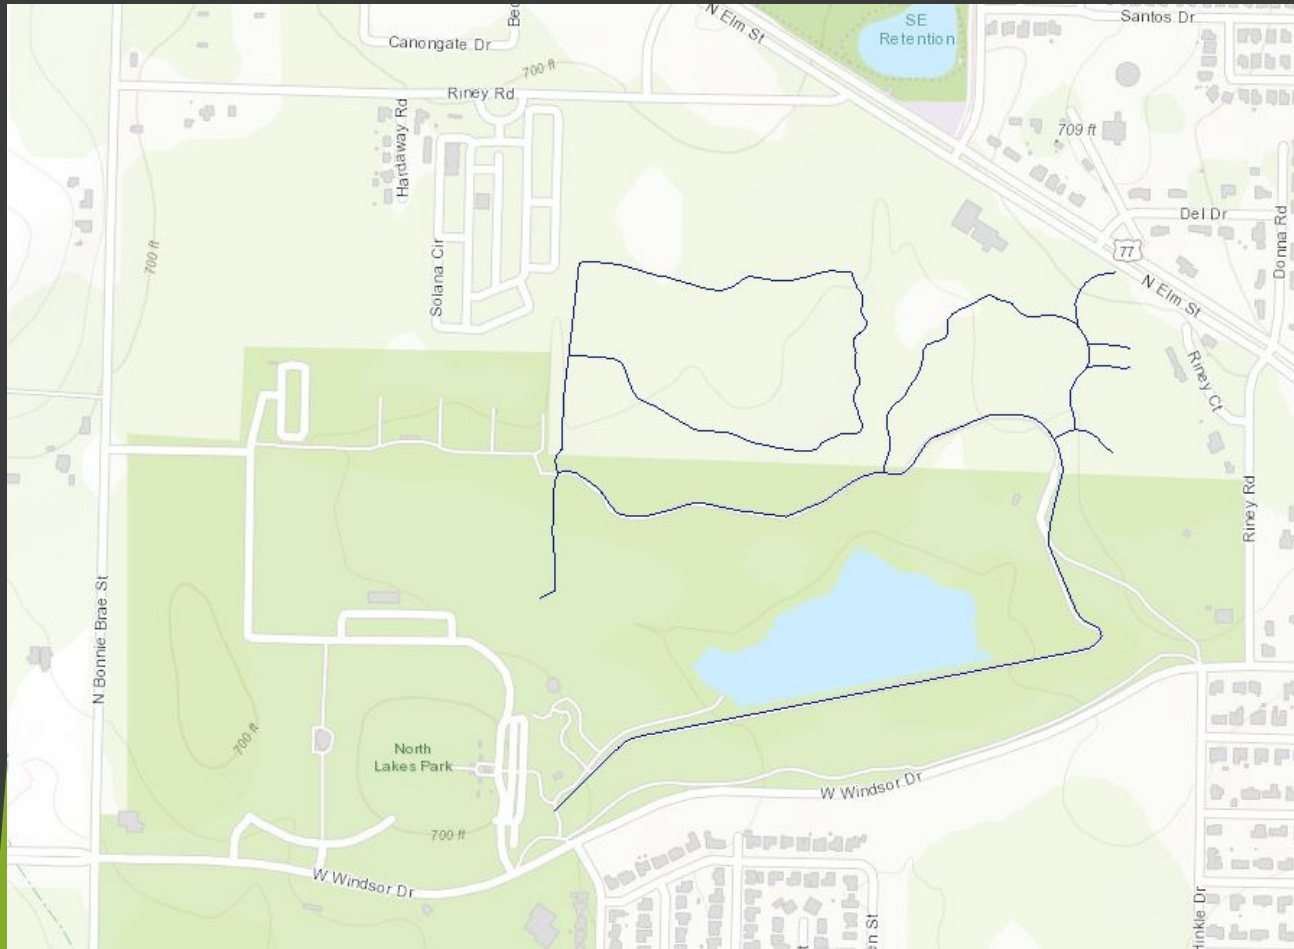 Santos Dr
N Elm St
SE
Retention
Canongate Dr
700 ft
Riney Rd
Hardaway Rd
709 ft
Del Dr
Donna Rd
77
N Elm St
700 ft
Solana Cir
Riney Ct
Riney Rd
N Bonnie Brae St
700 ft
North
Lakes Park
W Windsor Dr
700 ft
W Windsor Dr
Hinkle Dr